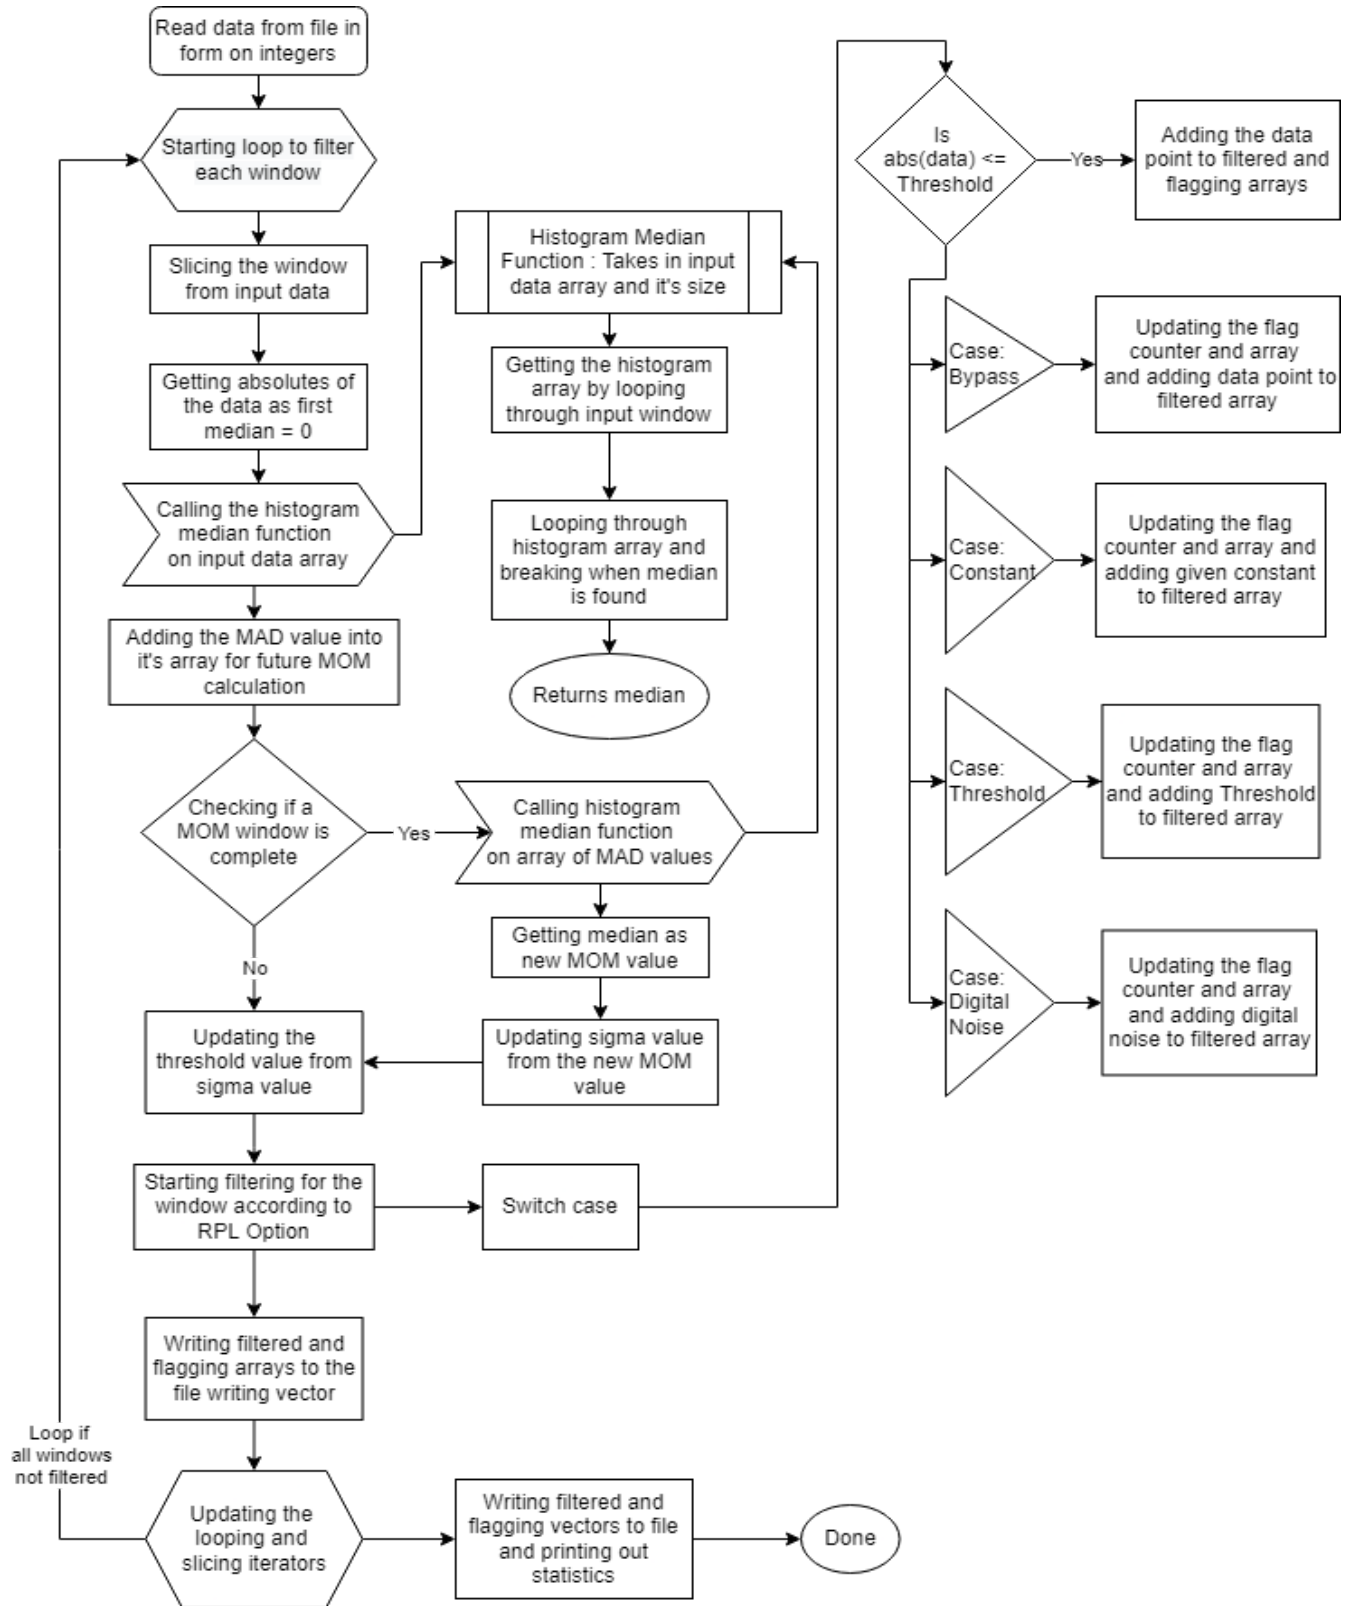 Read data from file in
form on integers
Starting loop to filter
each window
Slicing the window
from input data
Getting absolutes of
the data as first
median = 0
Calling the histogram
median function
on input data array
Adding the MAD value into
it's array for future MOM
calculation
Checking if a
MOM window is
complete
Yes
No
Updating the
threshold value from
sigma value
Starting filtering for the
window according to
RPL Option
Writing filtered and
flagging arrays to the
file writing vector
Loop if
all windows
not filtered
Updating the
looping and
slicing iterators
Histogram Median
Function : Takes in input
data array and it's size
Getting the histogram
array by looping
through input window
Looping through
histogram array and
breaking when median
is found
Returns median
Calling histogram
median function
on array of MAD values
Getting median as
new MOM value
Updating sigma value
from the new MOM
value
Switch case
Writing filtered and
flagging vectors to file
and printing out
statistics
Done
Is
abs(data) <=
Threshold
Yes
Adding the data
point to filtered and
flagging arrays
Case:
Bypass
Updating the flag
counter and array
and adding data point to
filtered array
Case:
Constant
Updating the flag
counter and array and
adding given constant
to filtered array
Case:
Threshold
Updating the flag
counter and array
and adding Threshold
to filtered array
Case:
Digital
Noise
Updating the flag
counter and array
and adding digital
noise to filtered array